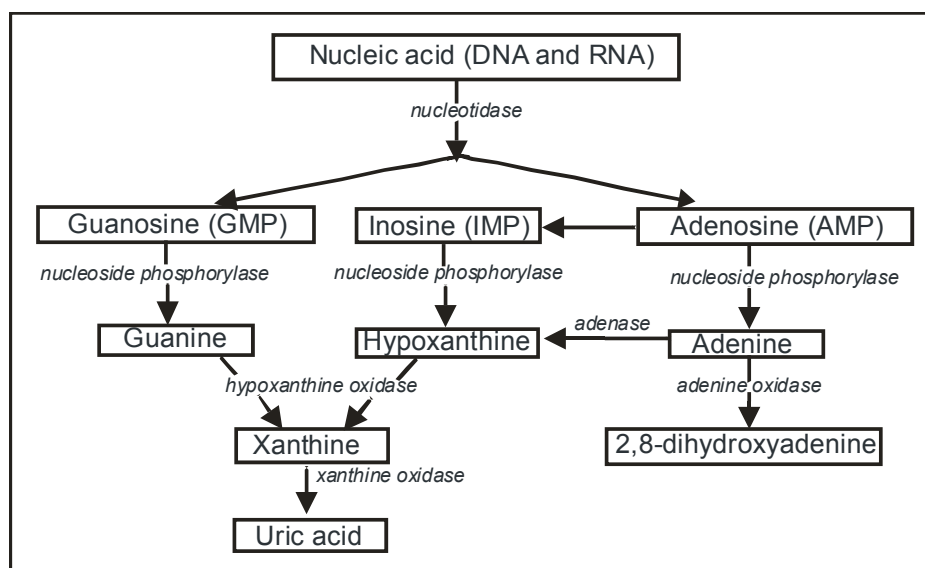 Nucleic acid (DNA and RNA)
nucleotidase
Guanosine (GMP)
Inosine (IMP)
Adenosine (AMP)
nucleoside phosphorylase
nucleoside phosphorylase
nucleoside phosphorylase
Guanine
Hypoxanthine
adenase
Adenine
hypoxanthine oxidase
adenine oxidase
Xanthine
2,8-dihydroxyadenine
xanthine oxidase
Uric acid